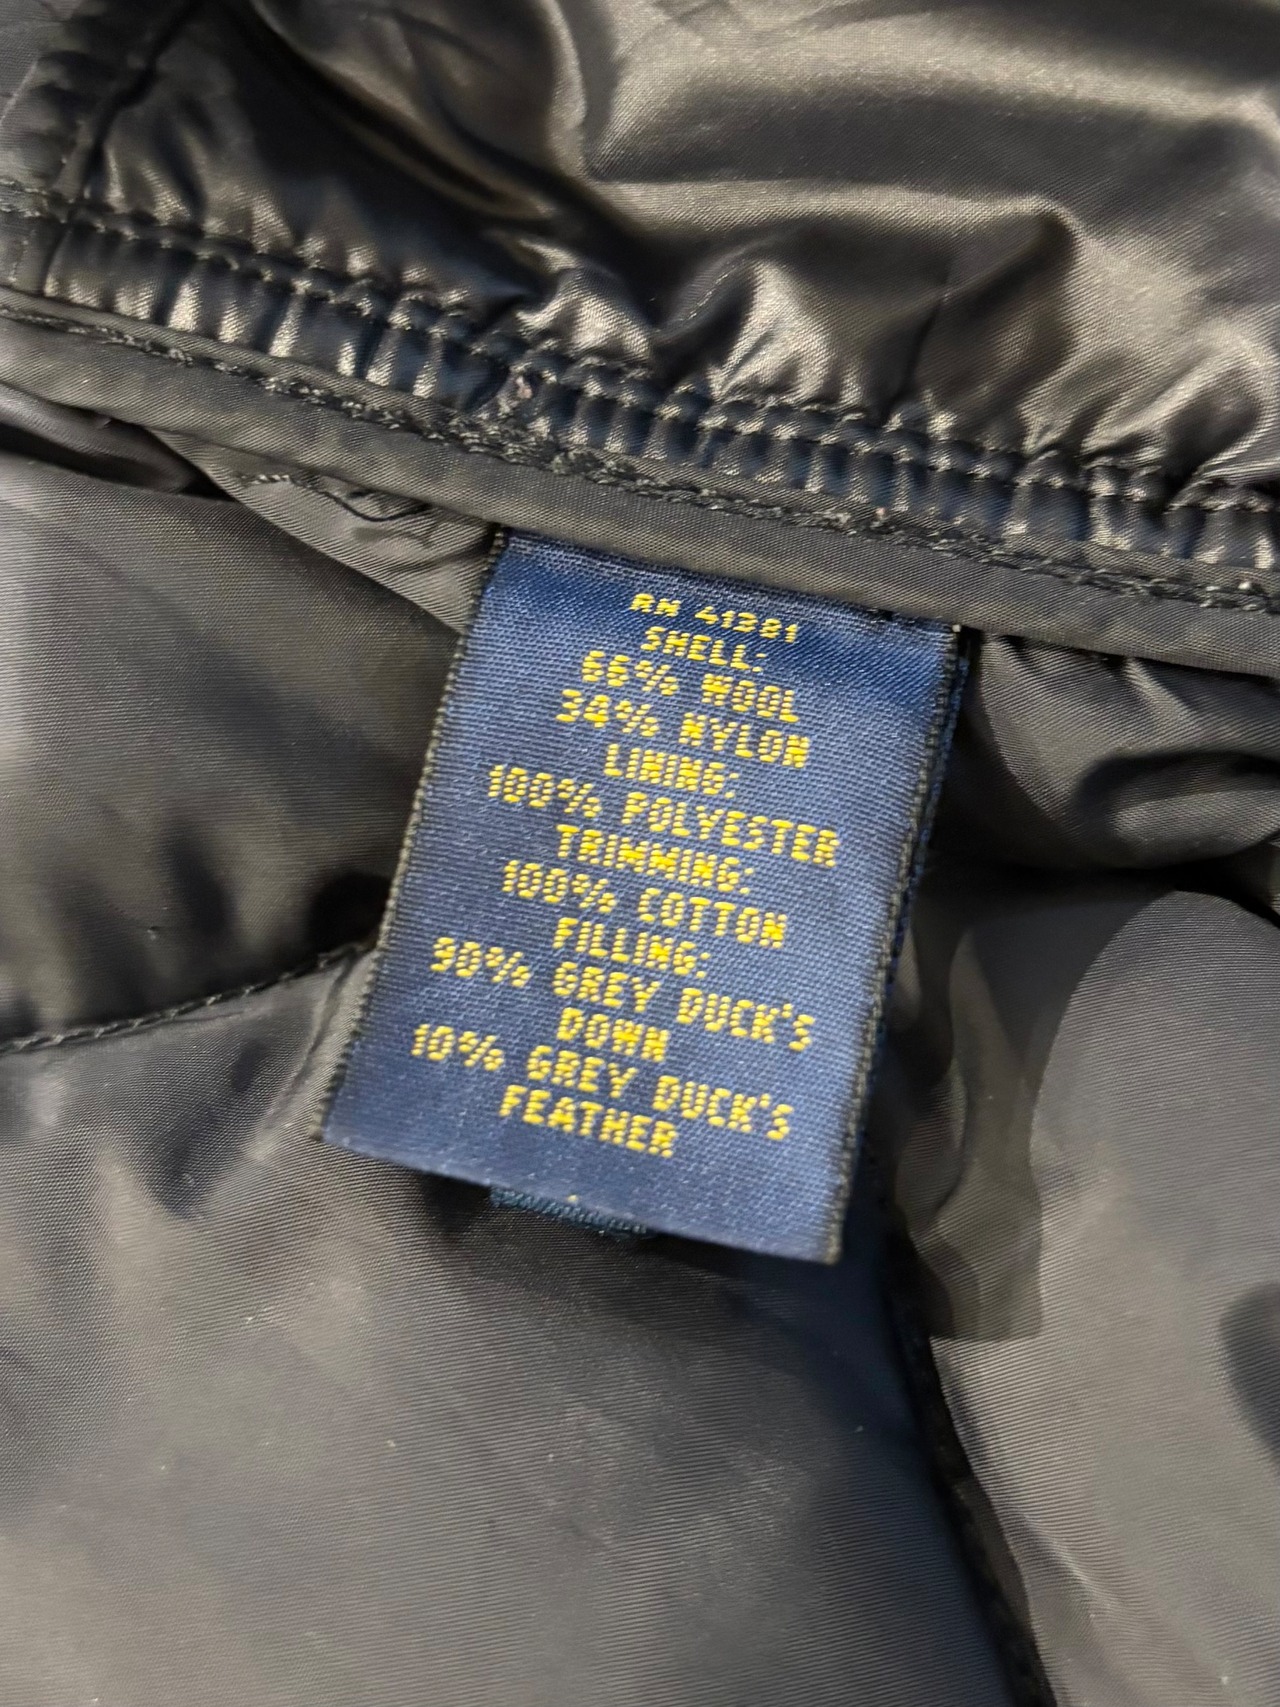 RN 41381
SHELL:
66% WOOL
34% NYLON
LINING:
100% POLYESTER
TRIMMING:
100% COTTON
FILLING:
90% GREY DUCK'S
DOWN
10% GREY DUCK'S
FEATHER